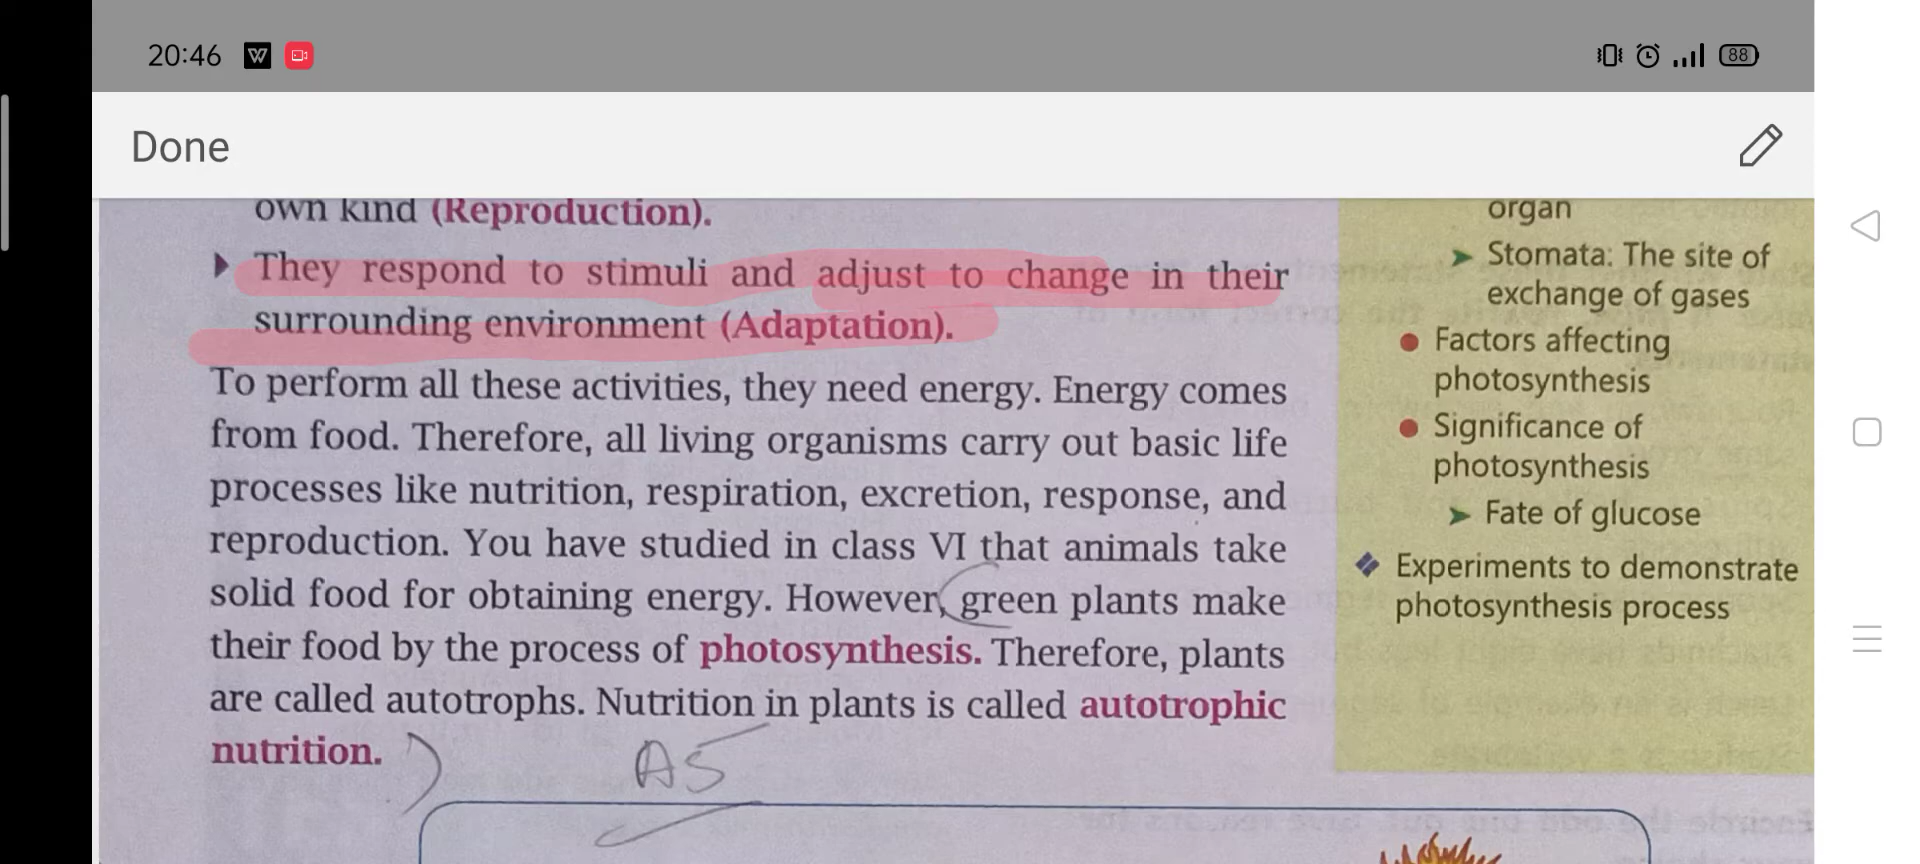 20:46
88
Done
own kind (Reproduction).
They respond to stimuli and adjust to change in their
surrounding environment (Adaptation).
To perform all these activities, they need energy. Energy comes
from food. Therefore, all living organisms carry out basic life
processes like nutrition, respiration, excretion, response, and
reproduction. You have studied in class VI that animals take
solid food for obtaining energy. However, green plants make
their food by the process of photosynthesis. Therefore, plants
are called autotrophs. Nutrition in plants is called autotrophic
nutrition.
A5
organ
Stomata: The site of
exchange of gases
Factors affecting
photosynthesis
Significance of
photosynthesis
Fate of glucose
Experiments to demonstrate
photosynthesis process